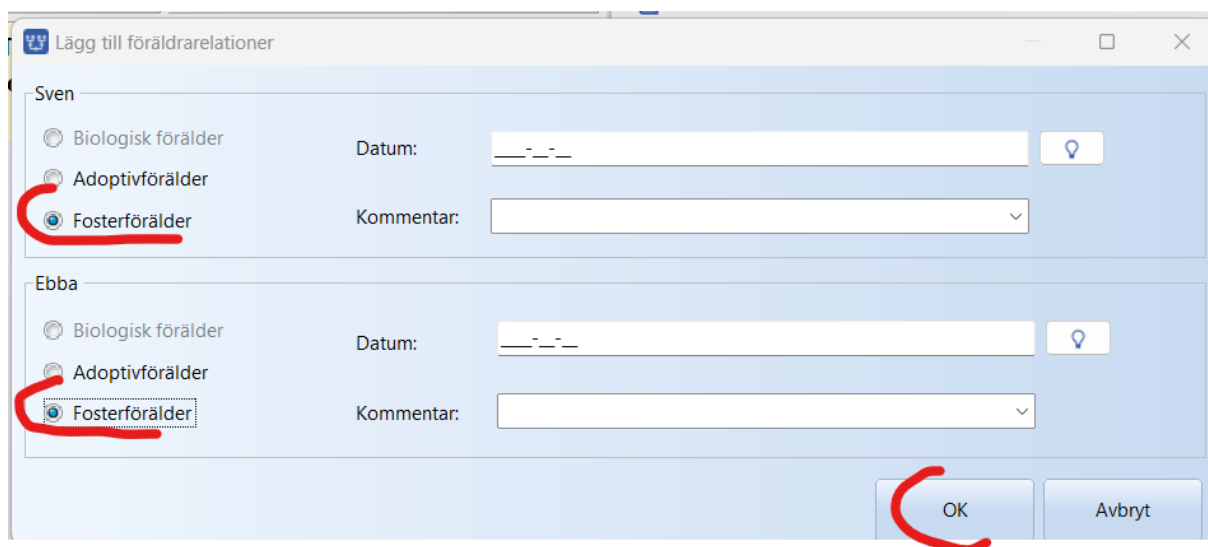 Lägg till föräldrarelationer
Sven
Biologisk förälder
Datum: ____-__-__
Adoptivförälder
Fosterförälder
Kommentar:
Ebba
Biologisk förälder
Datum: ____-__-__
Adoptivförälder
Fosterförälder
Kommentar:
OK Avbryt